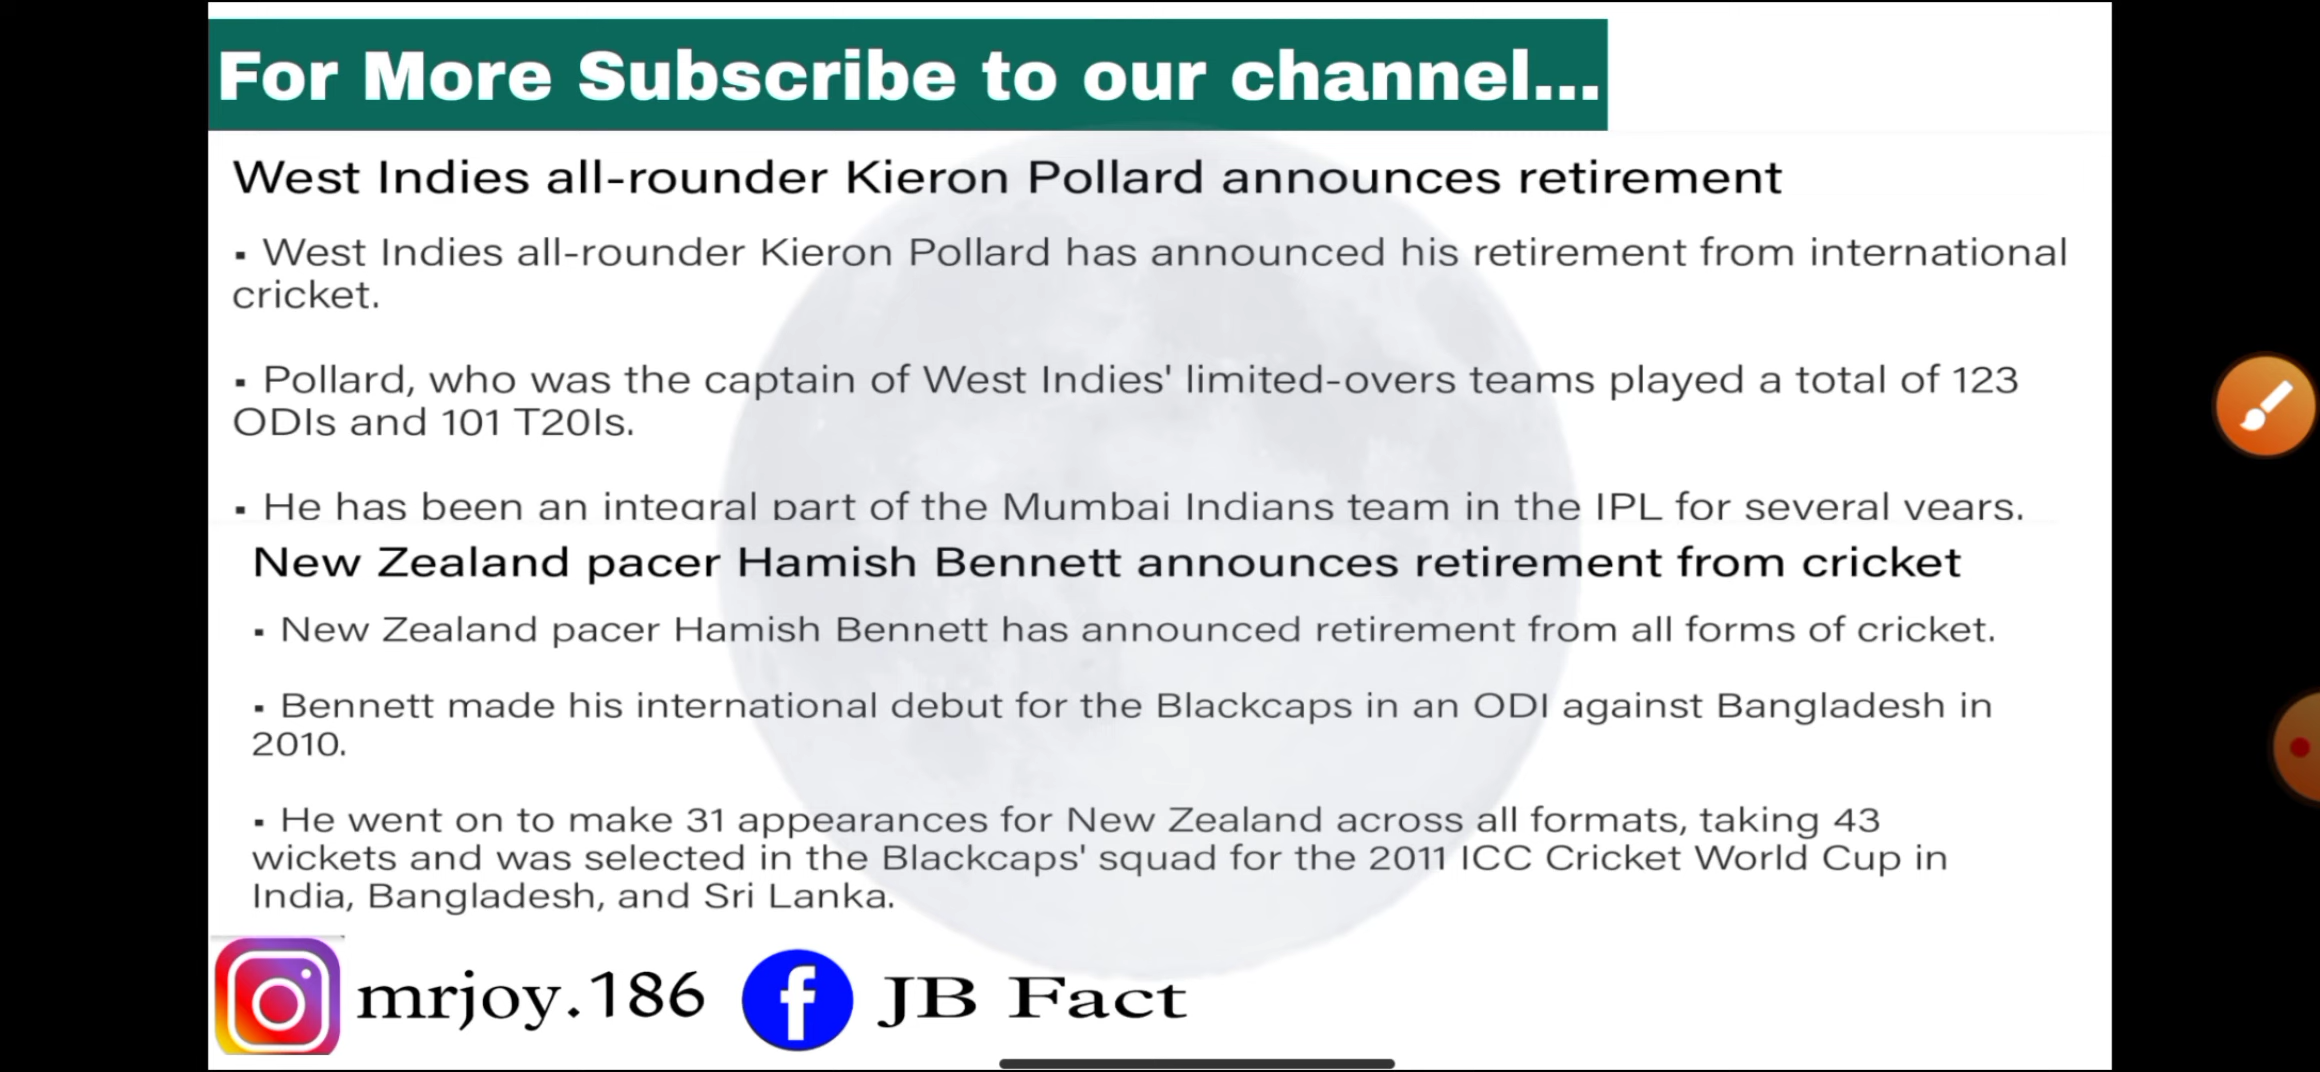 For More Subscribe to our channel...
West Indies all-rounder Kieron Pollard announces retirement
▪ West Indies all-rounder Kieron Pollard has announced his retirement from international
cricket.
▪ Pollard, who was the captain of West Indies' limited-overs teams played a total of 123
ODIs and 101 T20Is.
▪ He has been an integral part of the Mumbai Indians team in the IPL for several years.
New Zealand pacer Hamish Bennett announces retirement from cricket
▪ New Zealand pacer Hamish Bennett has announced retirement from all forms of cricket.
▪ Bennett made his international debut for the Blackcaps in an ODI against Bangladesh in
2010.
▪ He went on to make 31 appearances for New Zealand across all formats, taking 43
wickets and was selected in the Blackcaps' squad for the 2011 ICC Cricket World Cup in
India, Bangladesh, and Sri Lanka.
mrjoy.186 f JB Fact